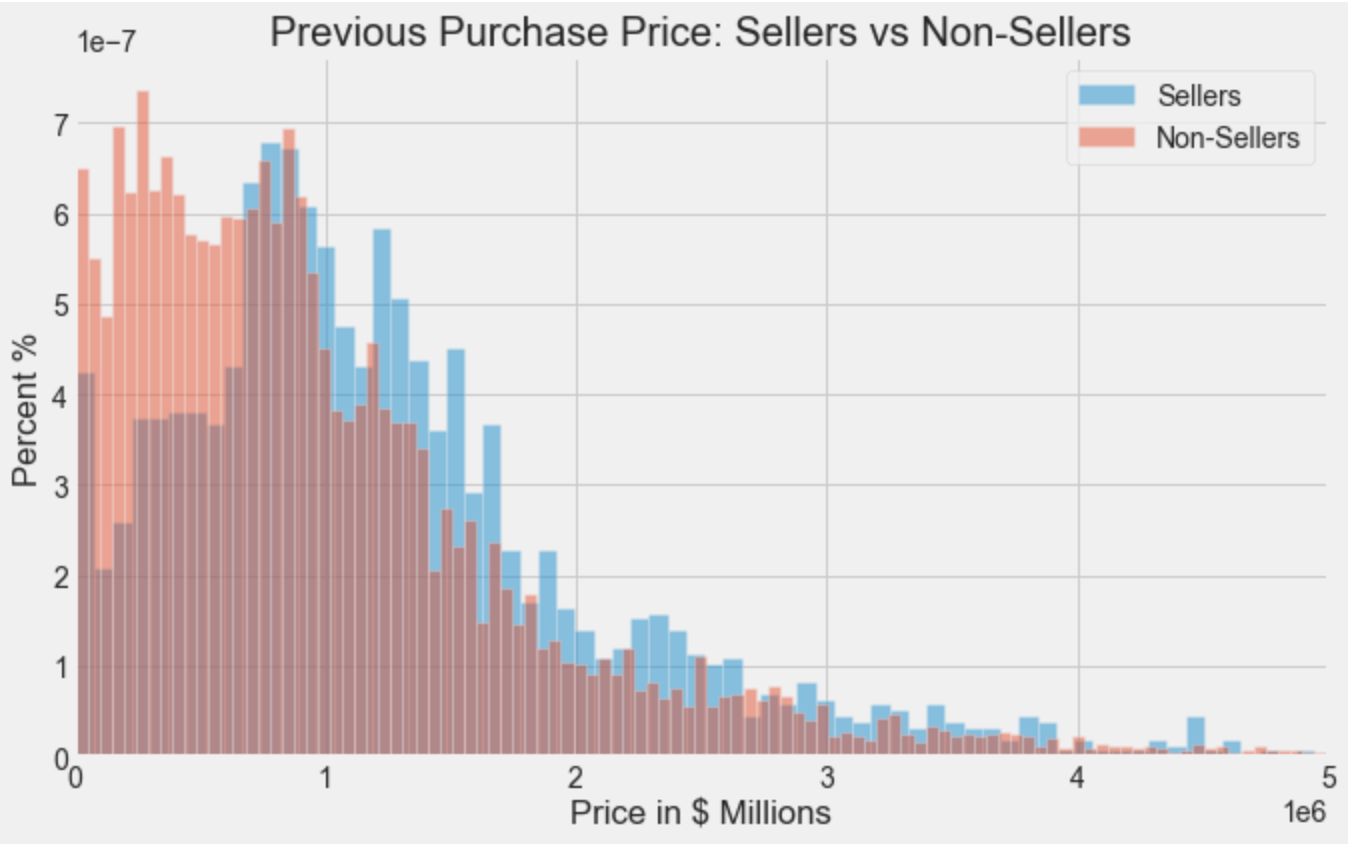 Previous Purchase Price: Sellers vs Non-Sellers
1e−7
Sellers
Non-Sellers
7
6
5
4
3
2
1
0
Percent %
0 1 2 3 4 5
Price in $ Millions
1e6